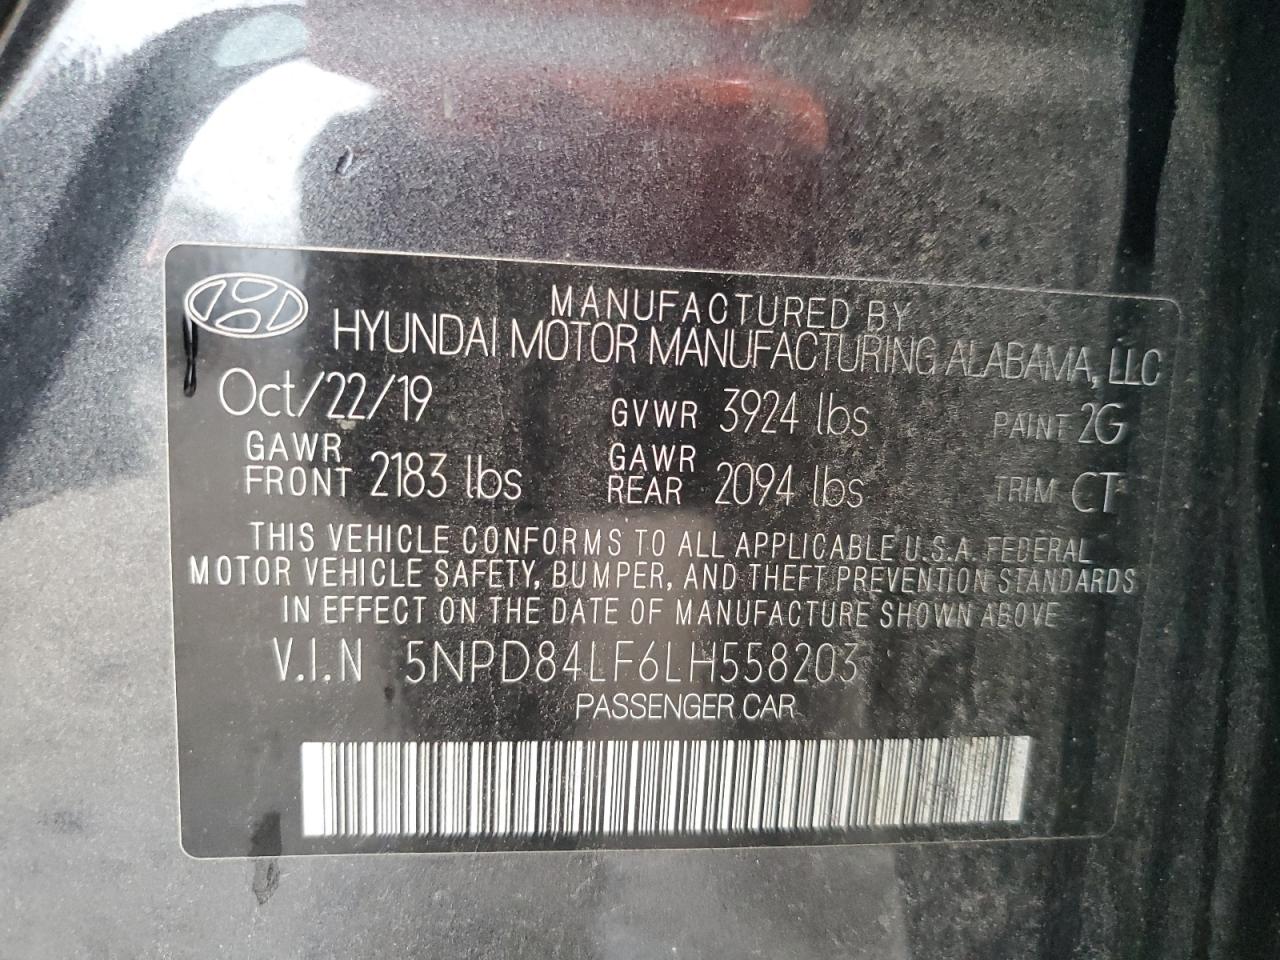 MANUFACTURED BY
HYUNDAI MOTOR MANUFACTURING ALABAMA, LLC
Oct/22/19 GVWR 3924 lbs PAINT 2G
GAWR FRONT 2183 lbs GAWR REAR 2094 lbs TRIM CT
THIS VEHICLE CONFORMS TO ALL APPLICABLE U.S.A. FEDERAL
MOTOR VEHICLE SAFETY, BUMPER, AND THEFT PREVENTION STANDARDS
IN EFFECT ON THE DATE OF MANUFACTURE SHOWN ABOVE
V.I.N 5NPD84LF6LH558203
PASSENGER CAR